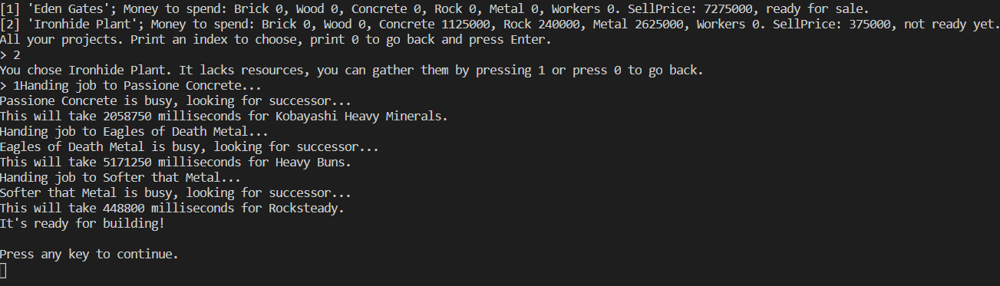 [1] 'Eden Gates'; Money to spend: Brick 0, Wood 0, Concrete 0, Rock 0, Metal 0, Workers 0. SellPrice: 7275000, ready for sale.
[2] 'Ironhide Plant'; Money to spend: Brick 0, Wood 0, Concrete 1125000, Rock 240000, Metal 2625000, Workers 0. SellPrice: 375000, not ready yet.
All your projects. Print an index to choose, print 0 to go back and press Enter.
> 2
You chose Ironhide Plant. It lacks resources, you can gather them by pressing 1 or press 0 to go back.
> 1Handing job to Passione Concrete...
Passione Concrete is busy, looking for successor...
This will take 2058750 milliseconds for Kobayashi Heavy Minerals.
Handing job to Eagles of Death Metal...
Eagles of Death Metal is busy, looking for successor...
This will take 5171250 milliseconds for Heavy Buns.
Handing job to Softer that Metal...
Softer that Metal is busy, looking for successor...
This will take 448800 milliseconds for Rocksteady.
It's ready for building!
Press any key to continue.